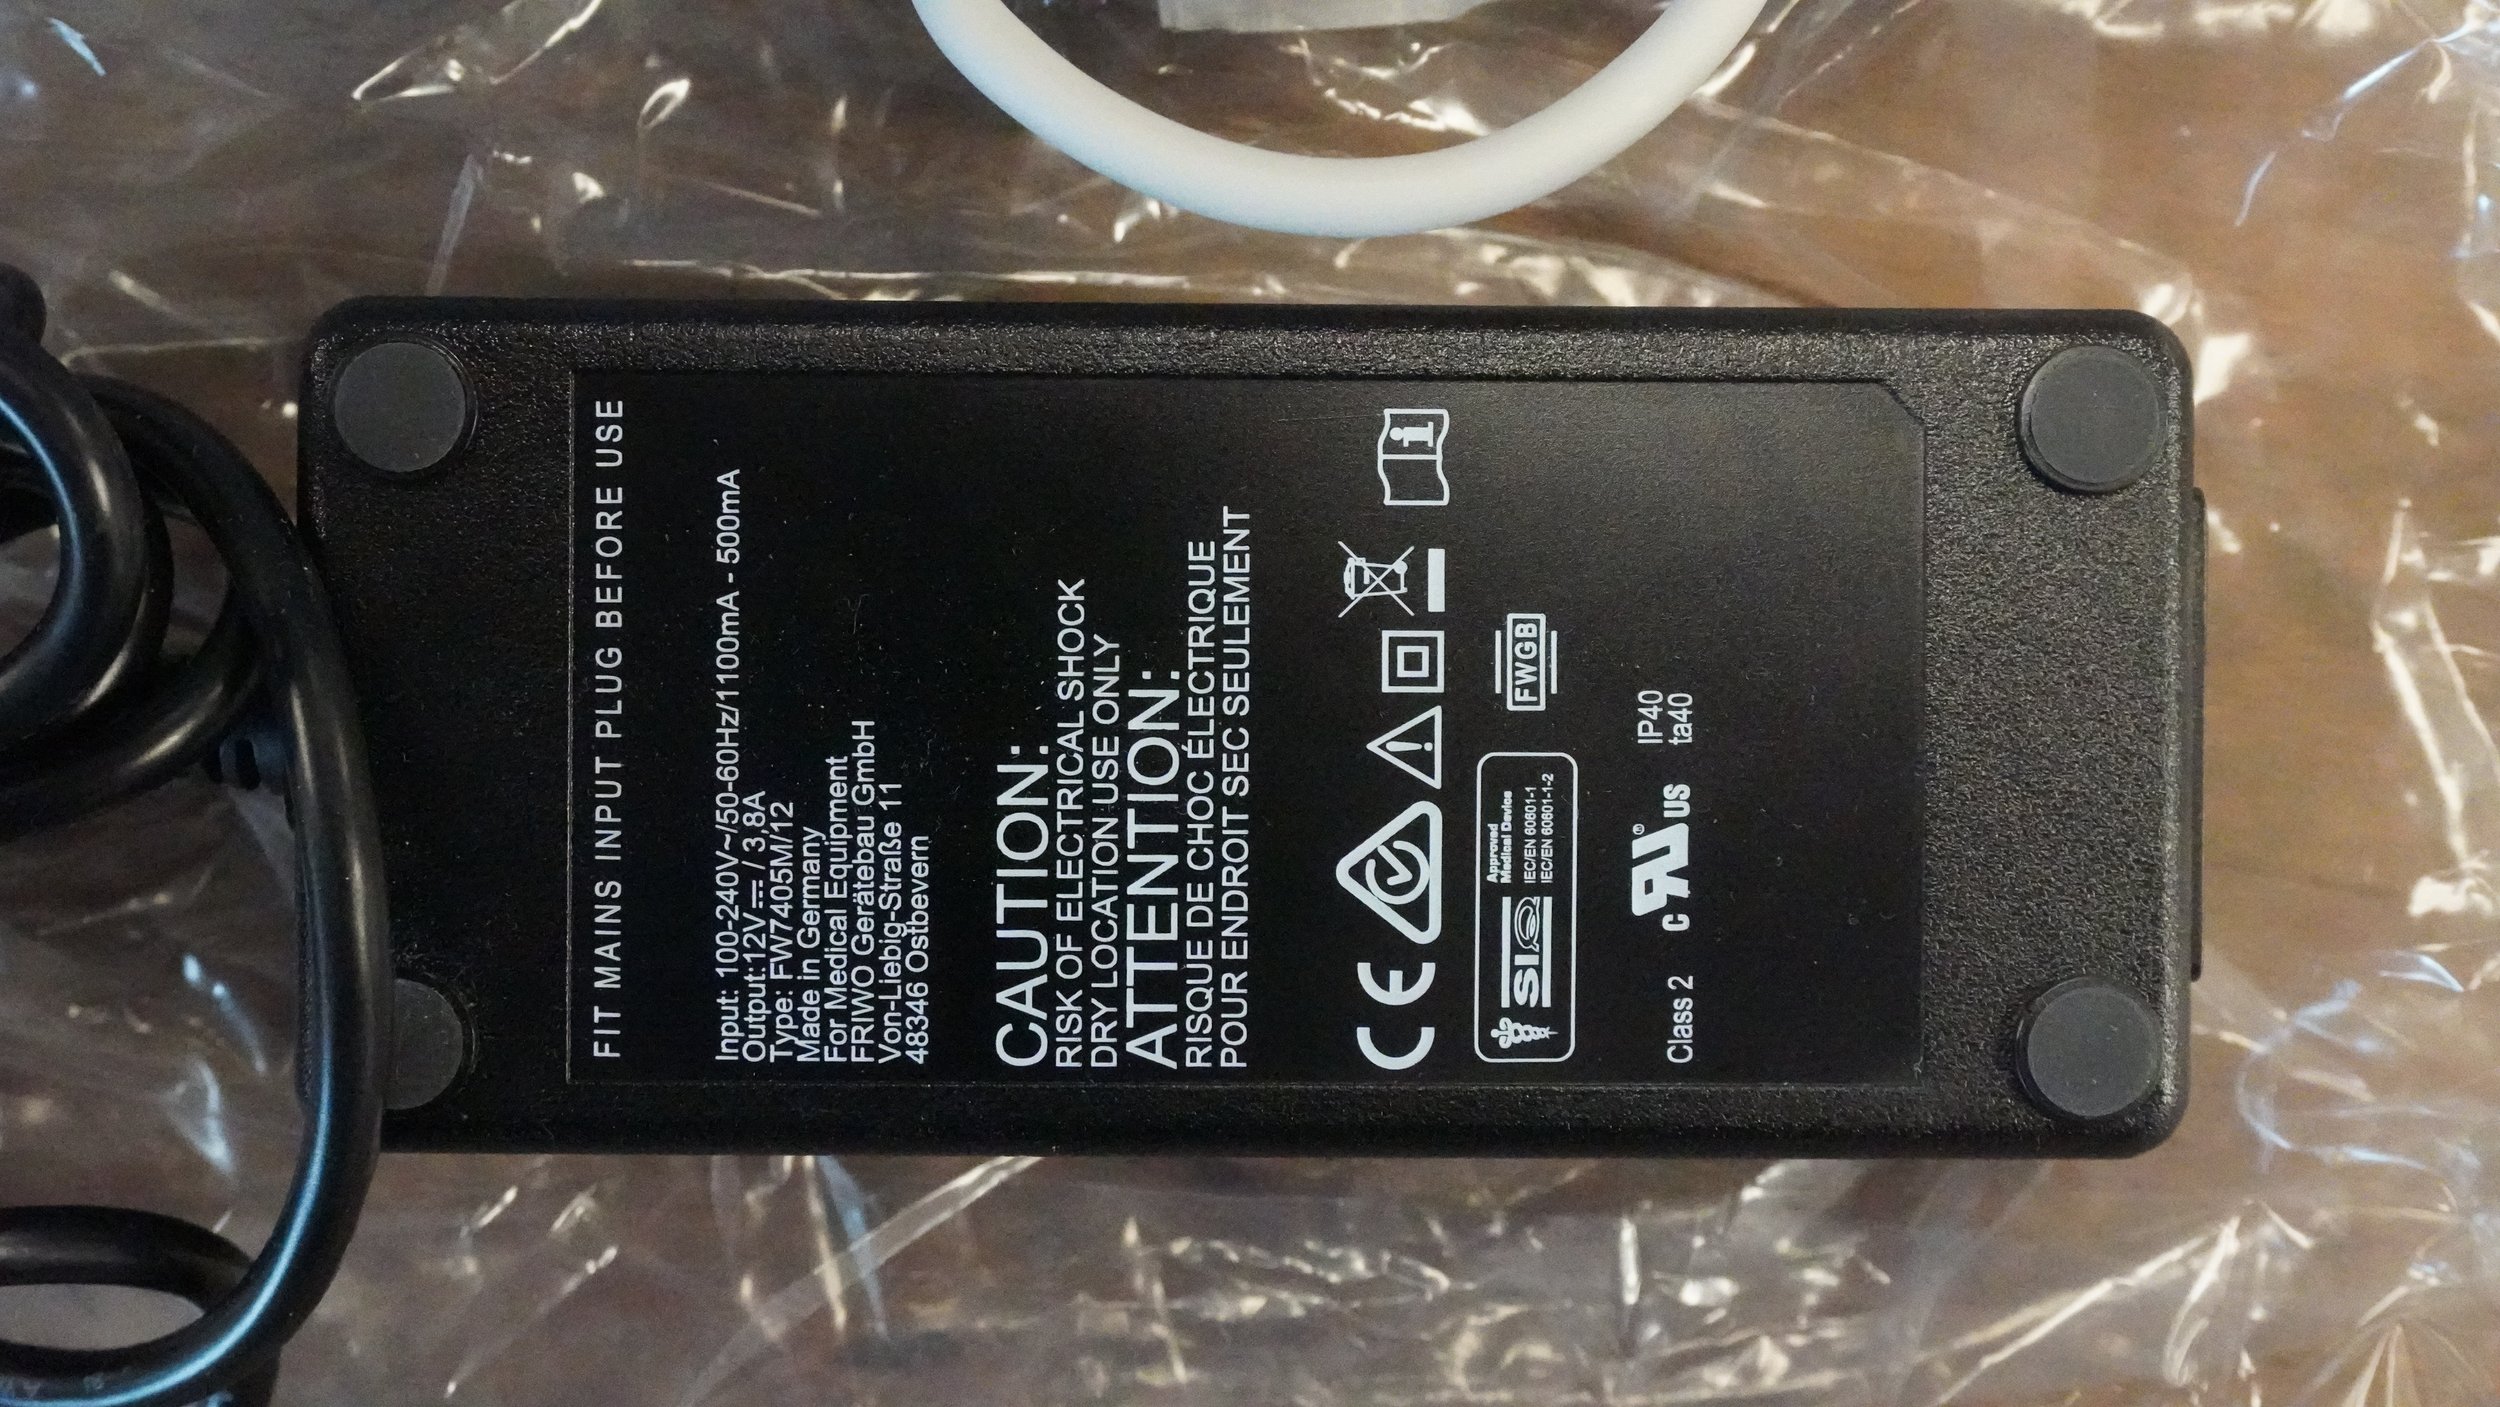 FIT MAINS INPUT PLUG BEFORE USE
Input: 100-240V~/50-60Hz/1100mA - 500mA
Output:12V⎓ / 3,8A
Type: FW7405M/12
Made in Germany
For Medical Equipment
FRIWO Gerätebau GmbH
Von-Liebig-Straße 11
48346 Ostbevern
CAUTION:
RISK OF ELECTRICAL SHOCK
DRY LOCATION USE ONLY
ATTENTION:
RISQUE DE CHOC ÉLECTRIQUE
POUR ENDROIT SEC SEULEMENT
CE
i
SIQ
Approved
Medical Device
IEC/EN 60601-1
IEC/EN 60601-1-2
FWGB
Class 2
c RU® US
IP40
ta40